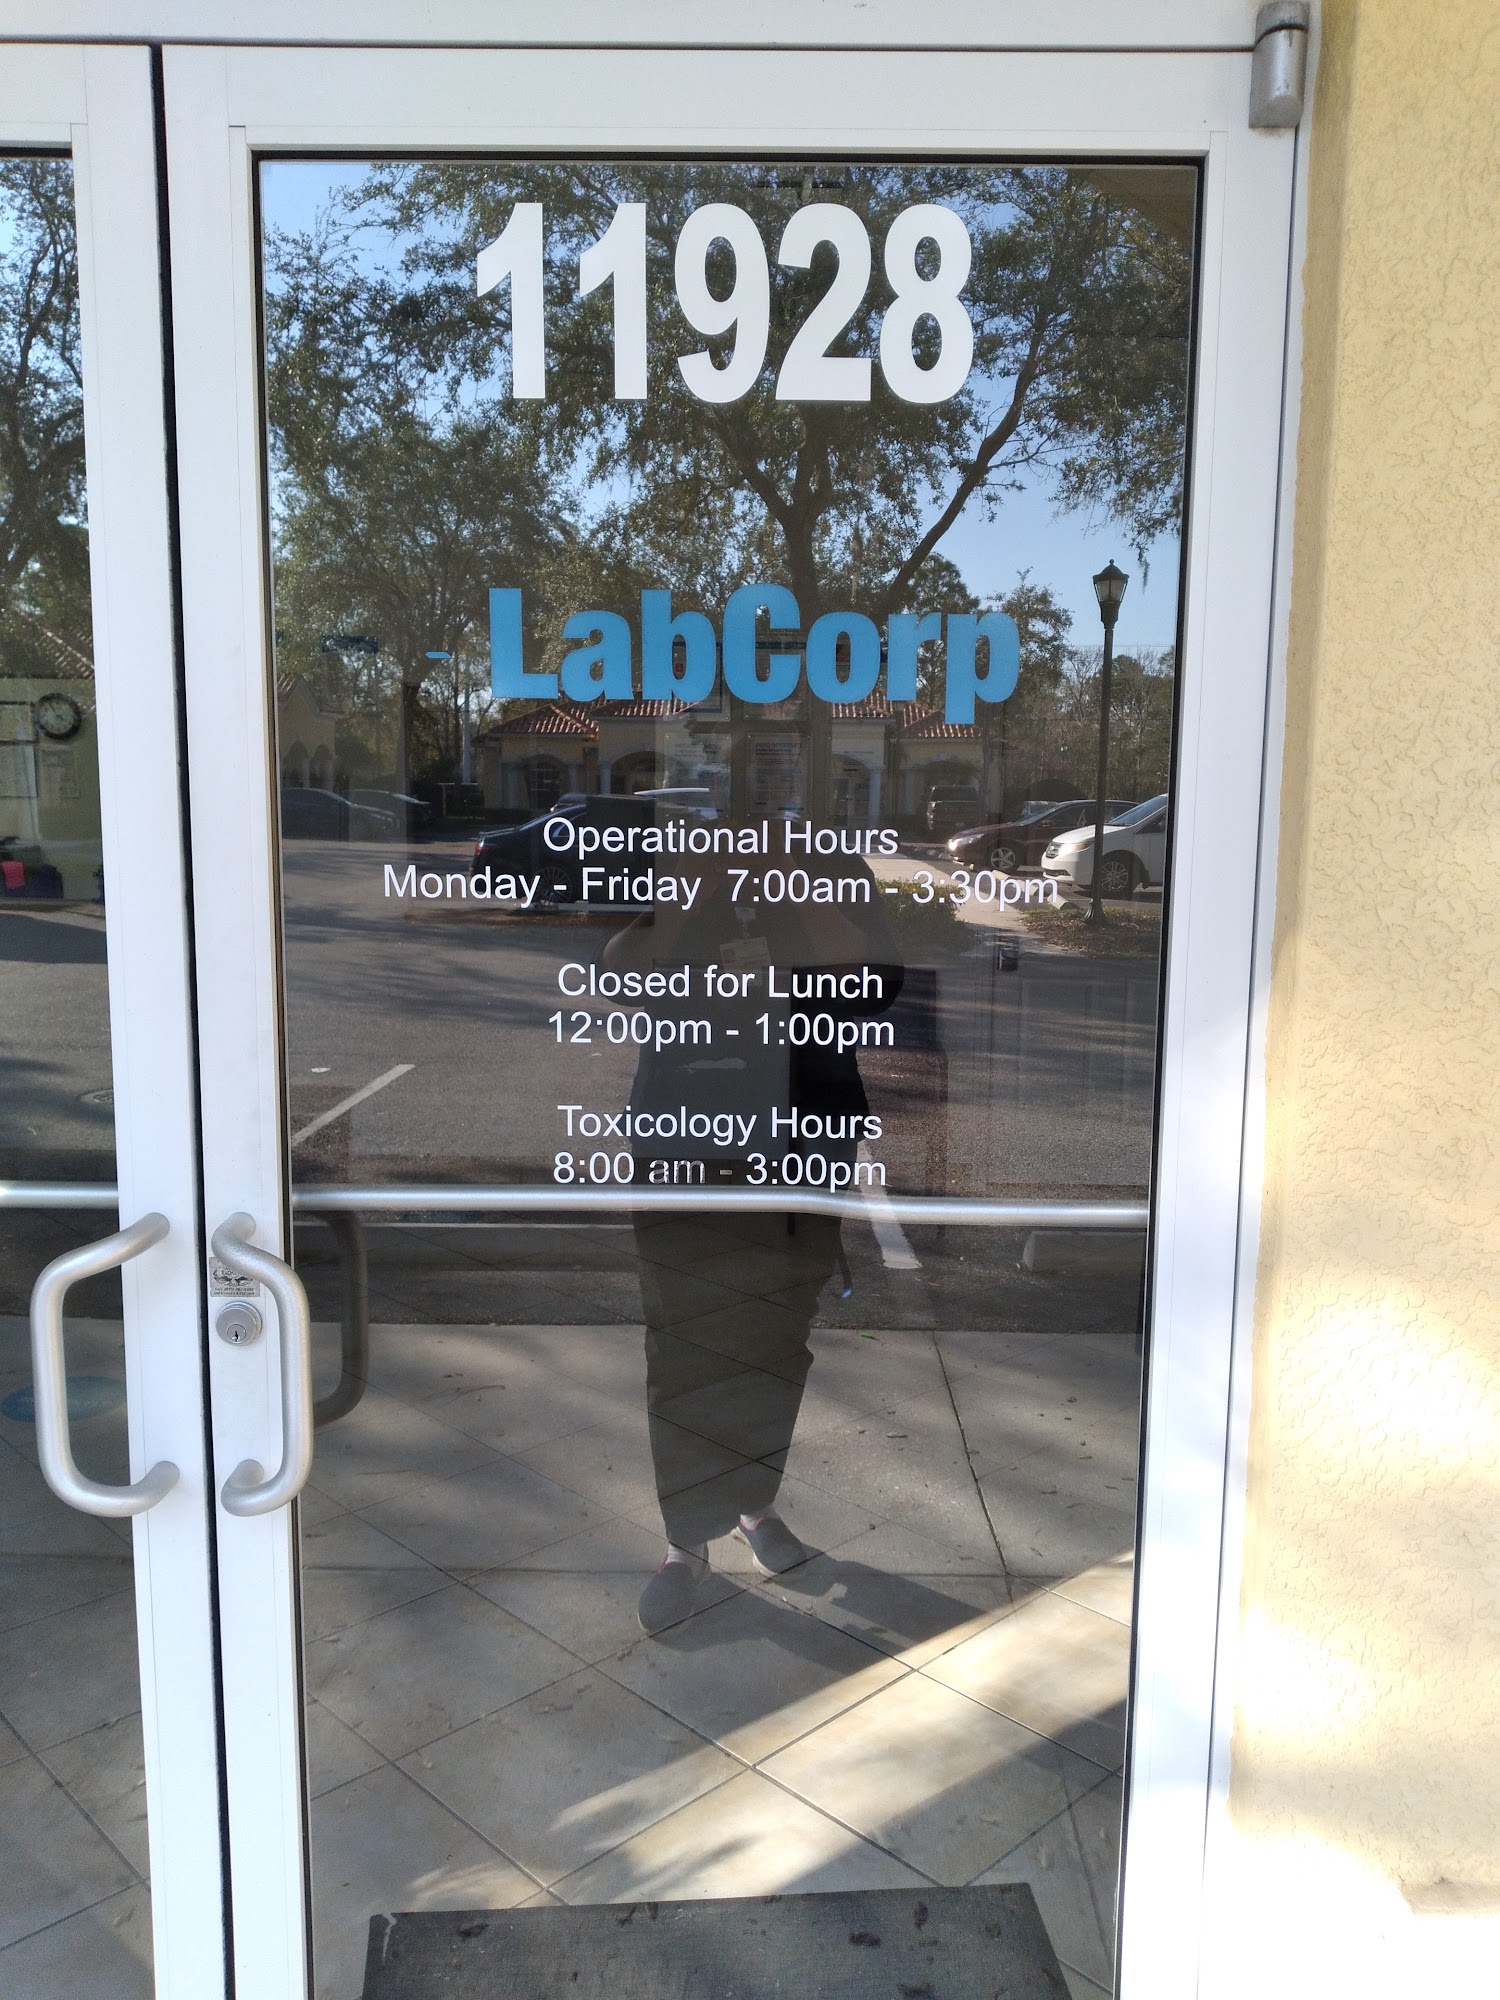 11928
LabCorp
Operational Hours
Monday - Friday 7:00am - 3:30pm
Closed for Lunch
12:00pm - 1:00pm
Toxicology Hours
8:00 am - 3:00pm